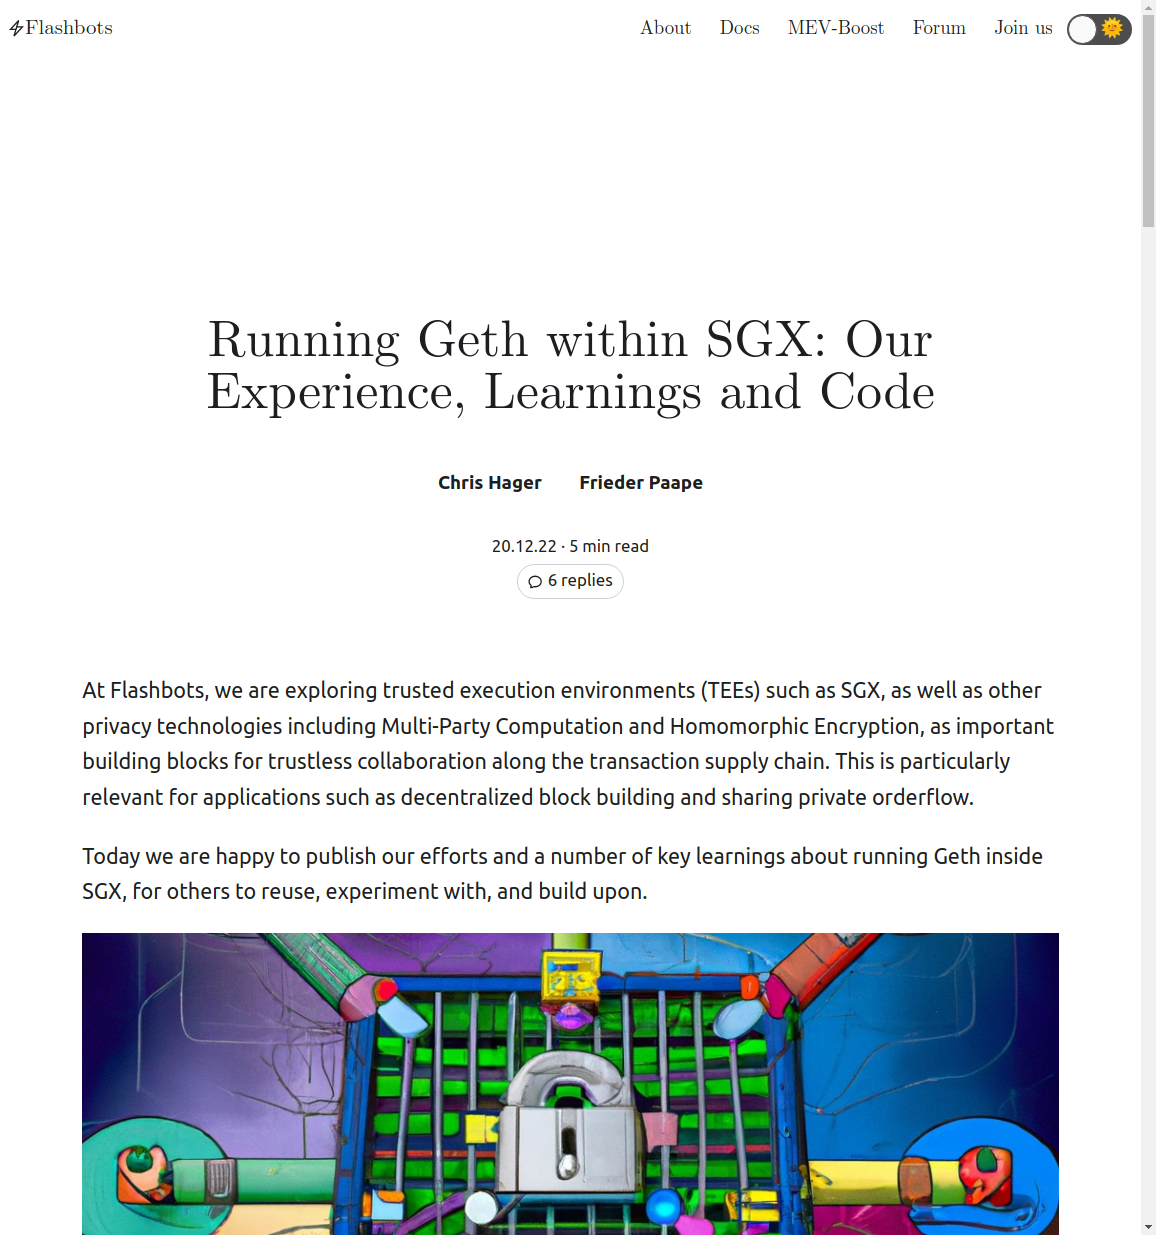 Flashbots
About Docs MEV-Boost Forum Join us
Running Geth within SGX: Our
Experience, Learnings and Code
Chris Hager Frieder Paape
20.12.22 · 5 min read
6 replies
At Flashbots, we are exploring trusted execution environments (TEEs) such as SGX, as well as other
privacy technologies including Multi-Party Computation and Homomorphic Encryption, as important
building blocks for trustless collaboration along the transaction supply chain. This is particularly
relevant for applications such as decentralized block building and sharing private orderflow.
Today we are happy to publish our efforts and a number of key learnings about running Geth inside
SGX, for others to reuse, experiment with, and build upon.